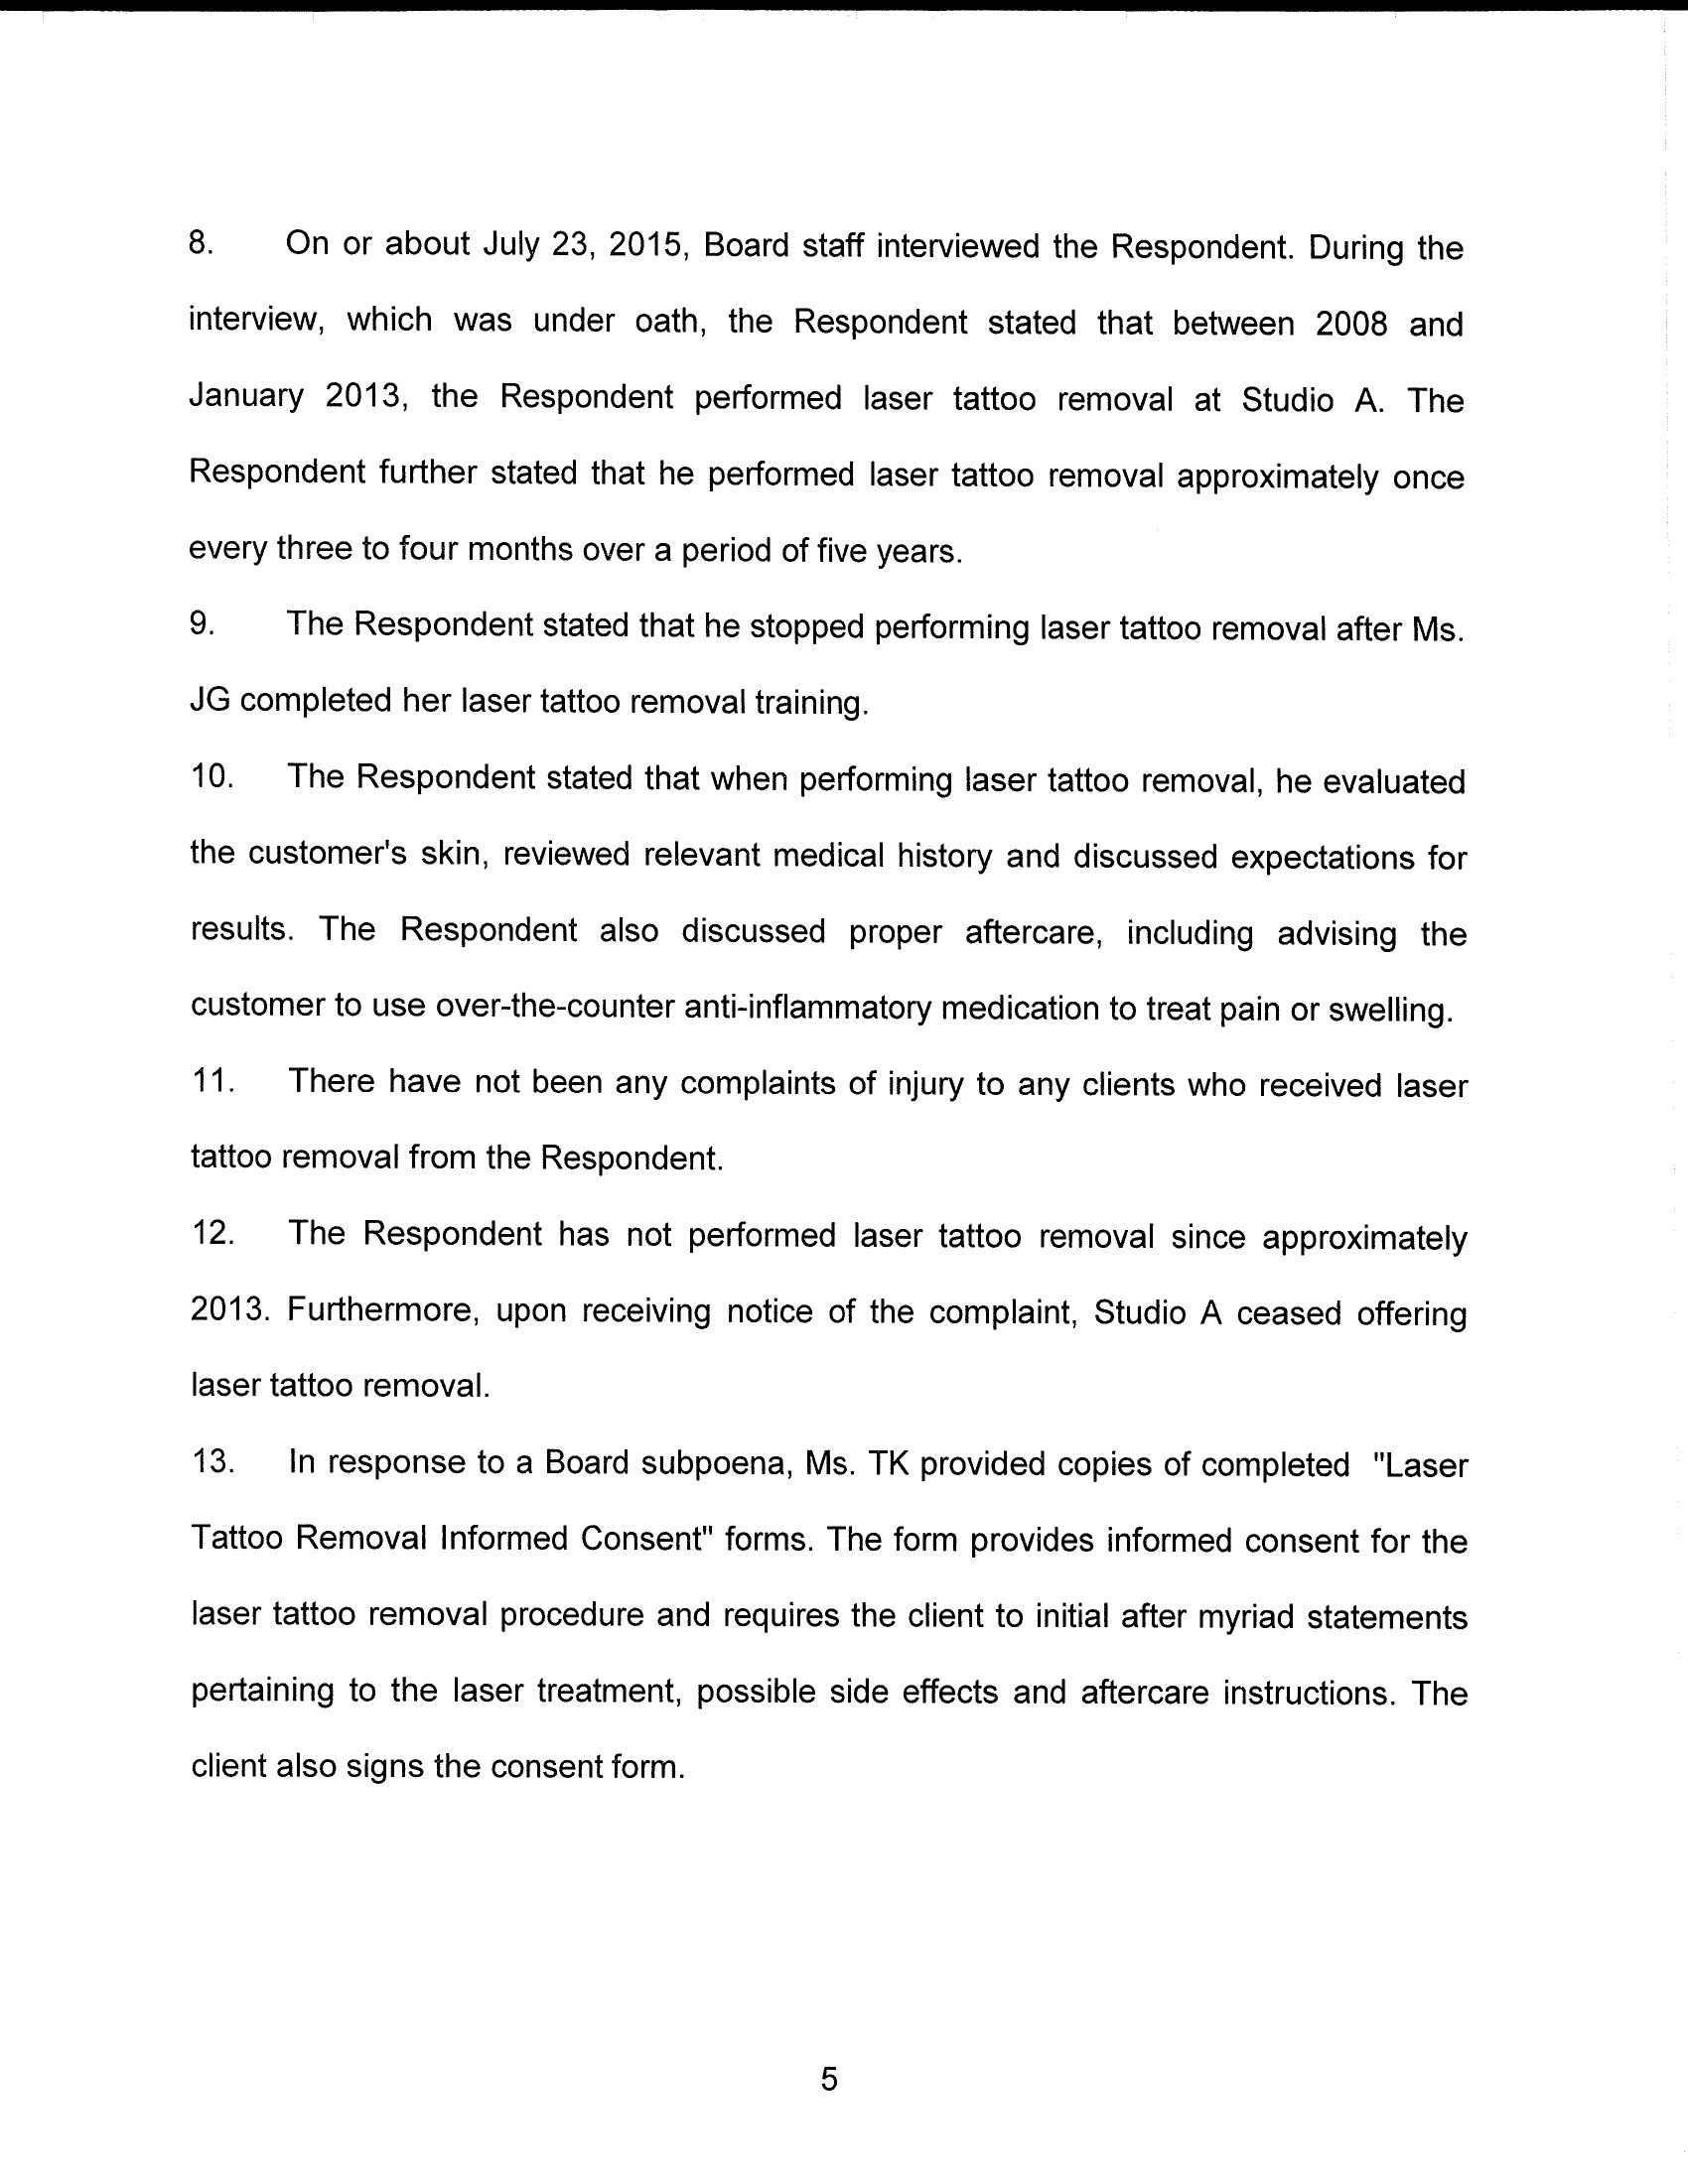 8. On or about July 23, 2015, Board staff interviewed the Respondent. During the
interview, which was under oath, the Respondent stated that between 2008 and
January 2013, the Respondent performed laser tattoo removal at Studio A. The
Respondent further stated that he performed laser tattoo removal approximately once
every three to four months over a period of five years.
9. The Respondent stated that he stopped performing laser tattoo removal after Ms.
JG completed her laser tattoo removal training.
10. The Respondent stated that when performing laser tattoo removal, he evaluated
the customer's skin, reviewed relevant medical history and discussed expectations for
results. The Respondent also discussed proper aftercare, including advising the
customer to use over-the-counter anti-inflammatory medication to treat pain or swelling.
11. There have not been any complaints of injury to any clients who received laser
tattoo removal from the Respondent.
12. The Respondent has not performed laser tattoo removal since approximately
2013. Furthermore, upon receiving notice of the complaint, Studio A ceased offering
laser tattoo removal.
13. In response to a Board subpoena, Ms. TK provided copies of completed "Laser
Tattoo Removal Informed Consent" forms. The form provides informed consent for the
laser tattoo removal procedure and requires the client to initial after myriad statements
pertaining to the laser treatment, possible side effects and aftercare instructions. The
client also signs the consent form.
5